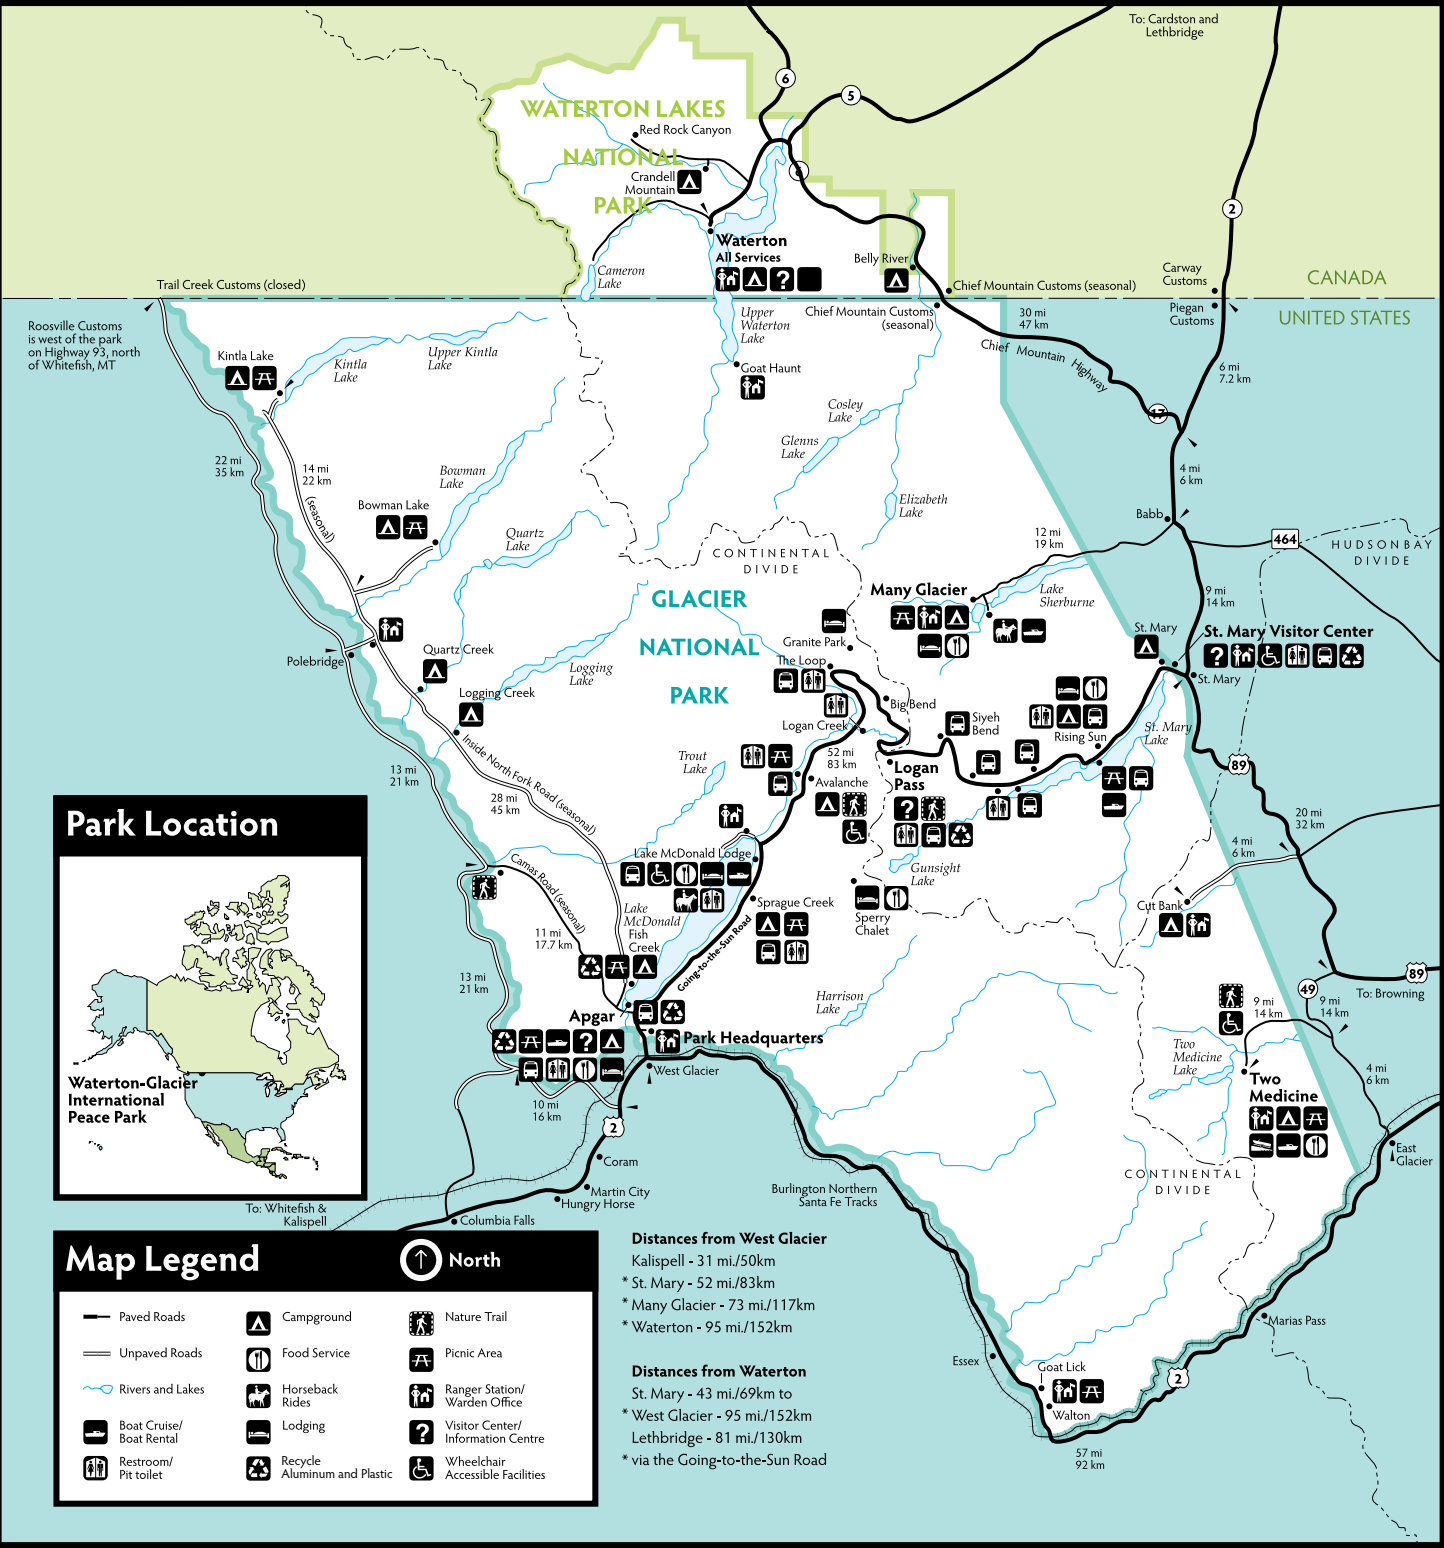 To: Cardston and
Lethbridge
6
5
WATERTON LAKES
NATIONAL
PARK
Red Rock Canyon
Crandell
Mountain
6
2
Waterton
All Services
?
Belly River
Cameron
Lake
Carway
Customs
CANADA
Trail Creek Customs (closed)
Chief Mountain Customs (seasonal)
Piegan
Customs
UNITED STATES
Roosville Customs
is west of the park
on Highway 93, north
of Whitefish, MT
Upper
Waterton
Lake
Chief Mountain Customs
(seasonal)
30 mi
47 km
Chief Mountain Highway
Kintla Lake
Kintla
Lake
Upper Kintla
Lake
Goat Haunt
6 mi
7.2 km
17
Cosley
Lake
Glenns
Lake
22 mi
35 km
14 mi
22 km
(seasonal)
Bowman
Lake
4 mi
6 km
Bowman Lake
Elizabeth
Lake
Babb
Quartz
Lake
12 mi
19 km
464
HUDSON BAY
DIVIDE
CONTINENTAL
DIVIDE
GLACIER
NATIONAL
PARK
Many Glacier
Lake
Sherburne
9 mi
14 km
St. Mary
St. Mary Visitor Center
?
St. Mary
Granite Park
The Loop
Polebridge
Quartz Creek
Logging
Lake
Logging Creek
Big Bend
Logan Creek
Siyeh
Bend
Rising Sun
St. Mary
Lake
Inside North Fork Road (seasonal)
52 mi
83 km
Trout
Lake
Logan
Pass
?
89
13 mi
21 km
28 mi
45 km
Avalanche
20 mi
32 km
4 mi
6 km
Park Location
Waterton-Glacier
International
Peace Park
Lake McDonald Lodge
Gunsight
Lake
Camas Road (seasonal)
Lake
McDonald
Sprague Creek
Sperry
Chalet
Cut Bank
11 mi
17.7 km
Fish
Creek
Going-to-the-Sun Road
13 mi
21 km
Harrison
Lake
89
To: Browning
49
9 mi
14 km
9 mi
14 km
Apgar
?
Park Headquarters
West Glacier
Two
Medicine
Lake
Two
Medicine
4 mi
6 km
10 mi
16 km
2
East
Glacier
Coram
Martin City
Hungry Horse
Columbia Falls
To: Whitefish &
Kalispell
Burlington Northern
Santa Fe Tracks
CONTINENTAL
DIVIDE
Map Legend
↑
North
Paved Roads
Unpaved Roads
Rivers and Lakes
Boat Cruise/
Boat Rental
Restroom/
Pit toilet
Campground
Food Service
Horseback
Rides
Lodging
Recycle
Aluminum and Plastic
Nature Trail
Picnic Area
Ranger Station/
Warden Office
?
Visitor Center/
Information Centre
Wheelchair
Accessible Facilities
Distances from West Glacier
Kalispell - 31 mi./50km
* St. Mary - 52 mi./83km
* Many Glacier - 73 mi./117km
* Waterton - 95 mi./152km
Distances from Waterton
St. Mary - 43 mi./69km to
* West Glacier - 95 mi./152km
Lethbridge - 81 mi./130km
* via the Going-to-the-Sun Road
Marias Pass
Essex
Goat Lick
Walton
2
57 mi
92 km